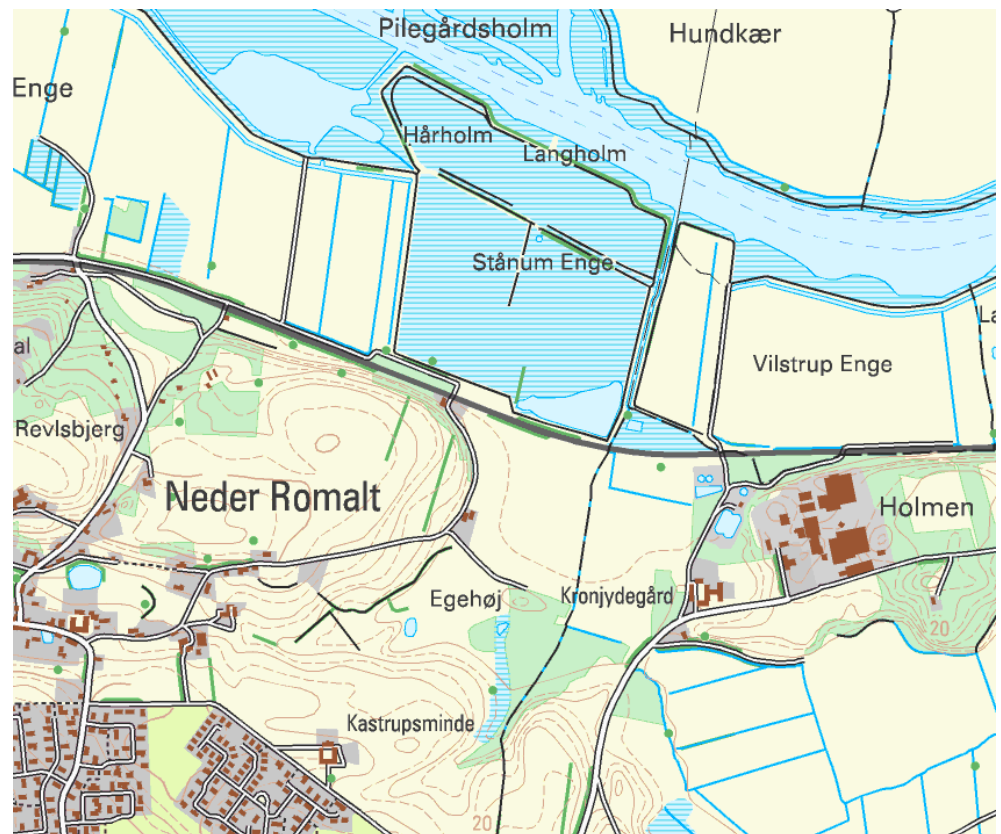 Pilegårdsholm
Hundkær
Enge
Hårholm
Langholm
Stånum Enge
Vilstrup Enge
La
al
Revlsbjerg
Neder Romalt
Holmen
Egehøj
Kronjydegård
20
Kastrupsminde
20